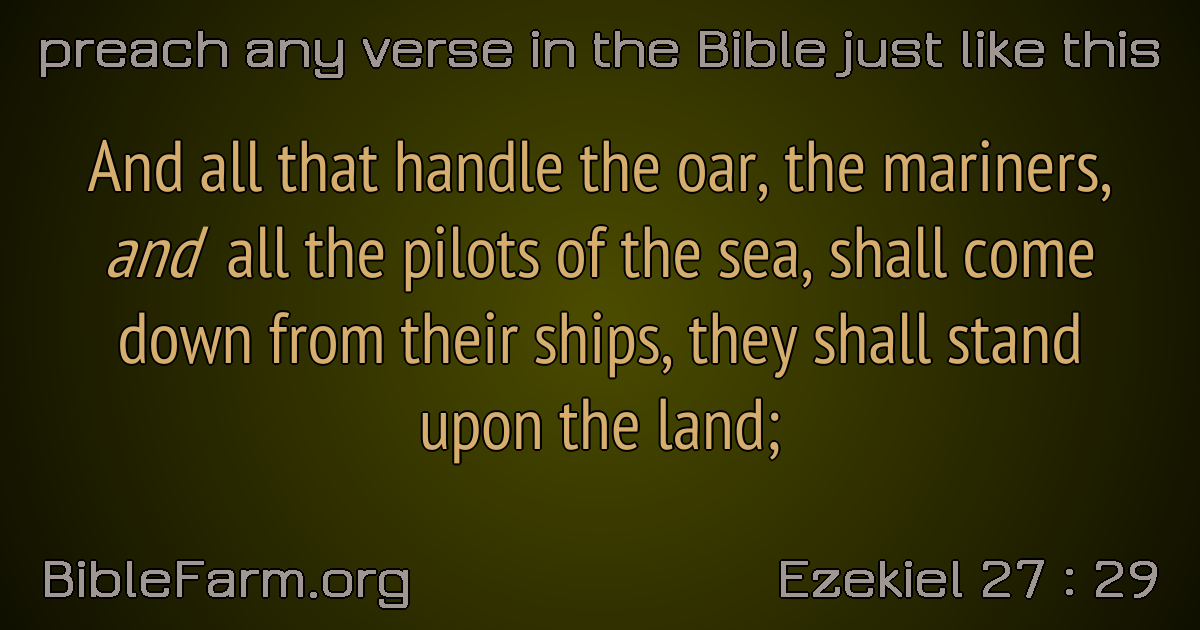 preach any verse in the Bible just like this
And all that handle the oar, the mariners,
and all the pilots of the sea, shall come
down from their ships, they shall stand
upon the land;
BibleFarm.org
Ezekiel 27 : 29